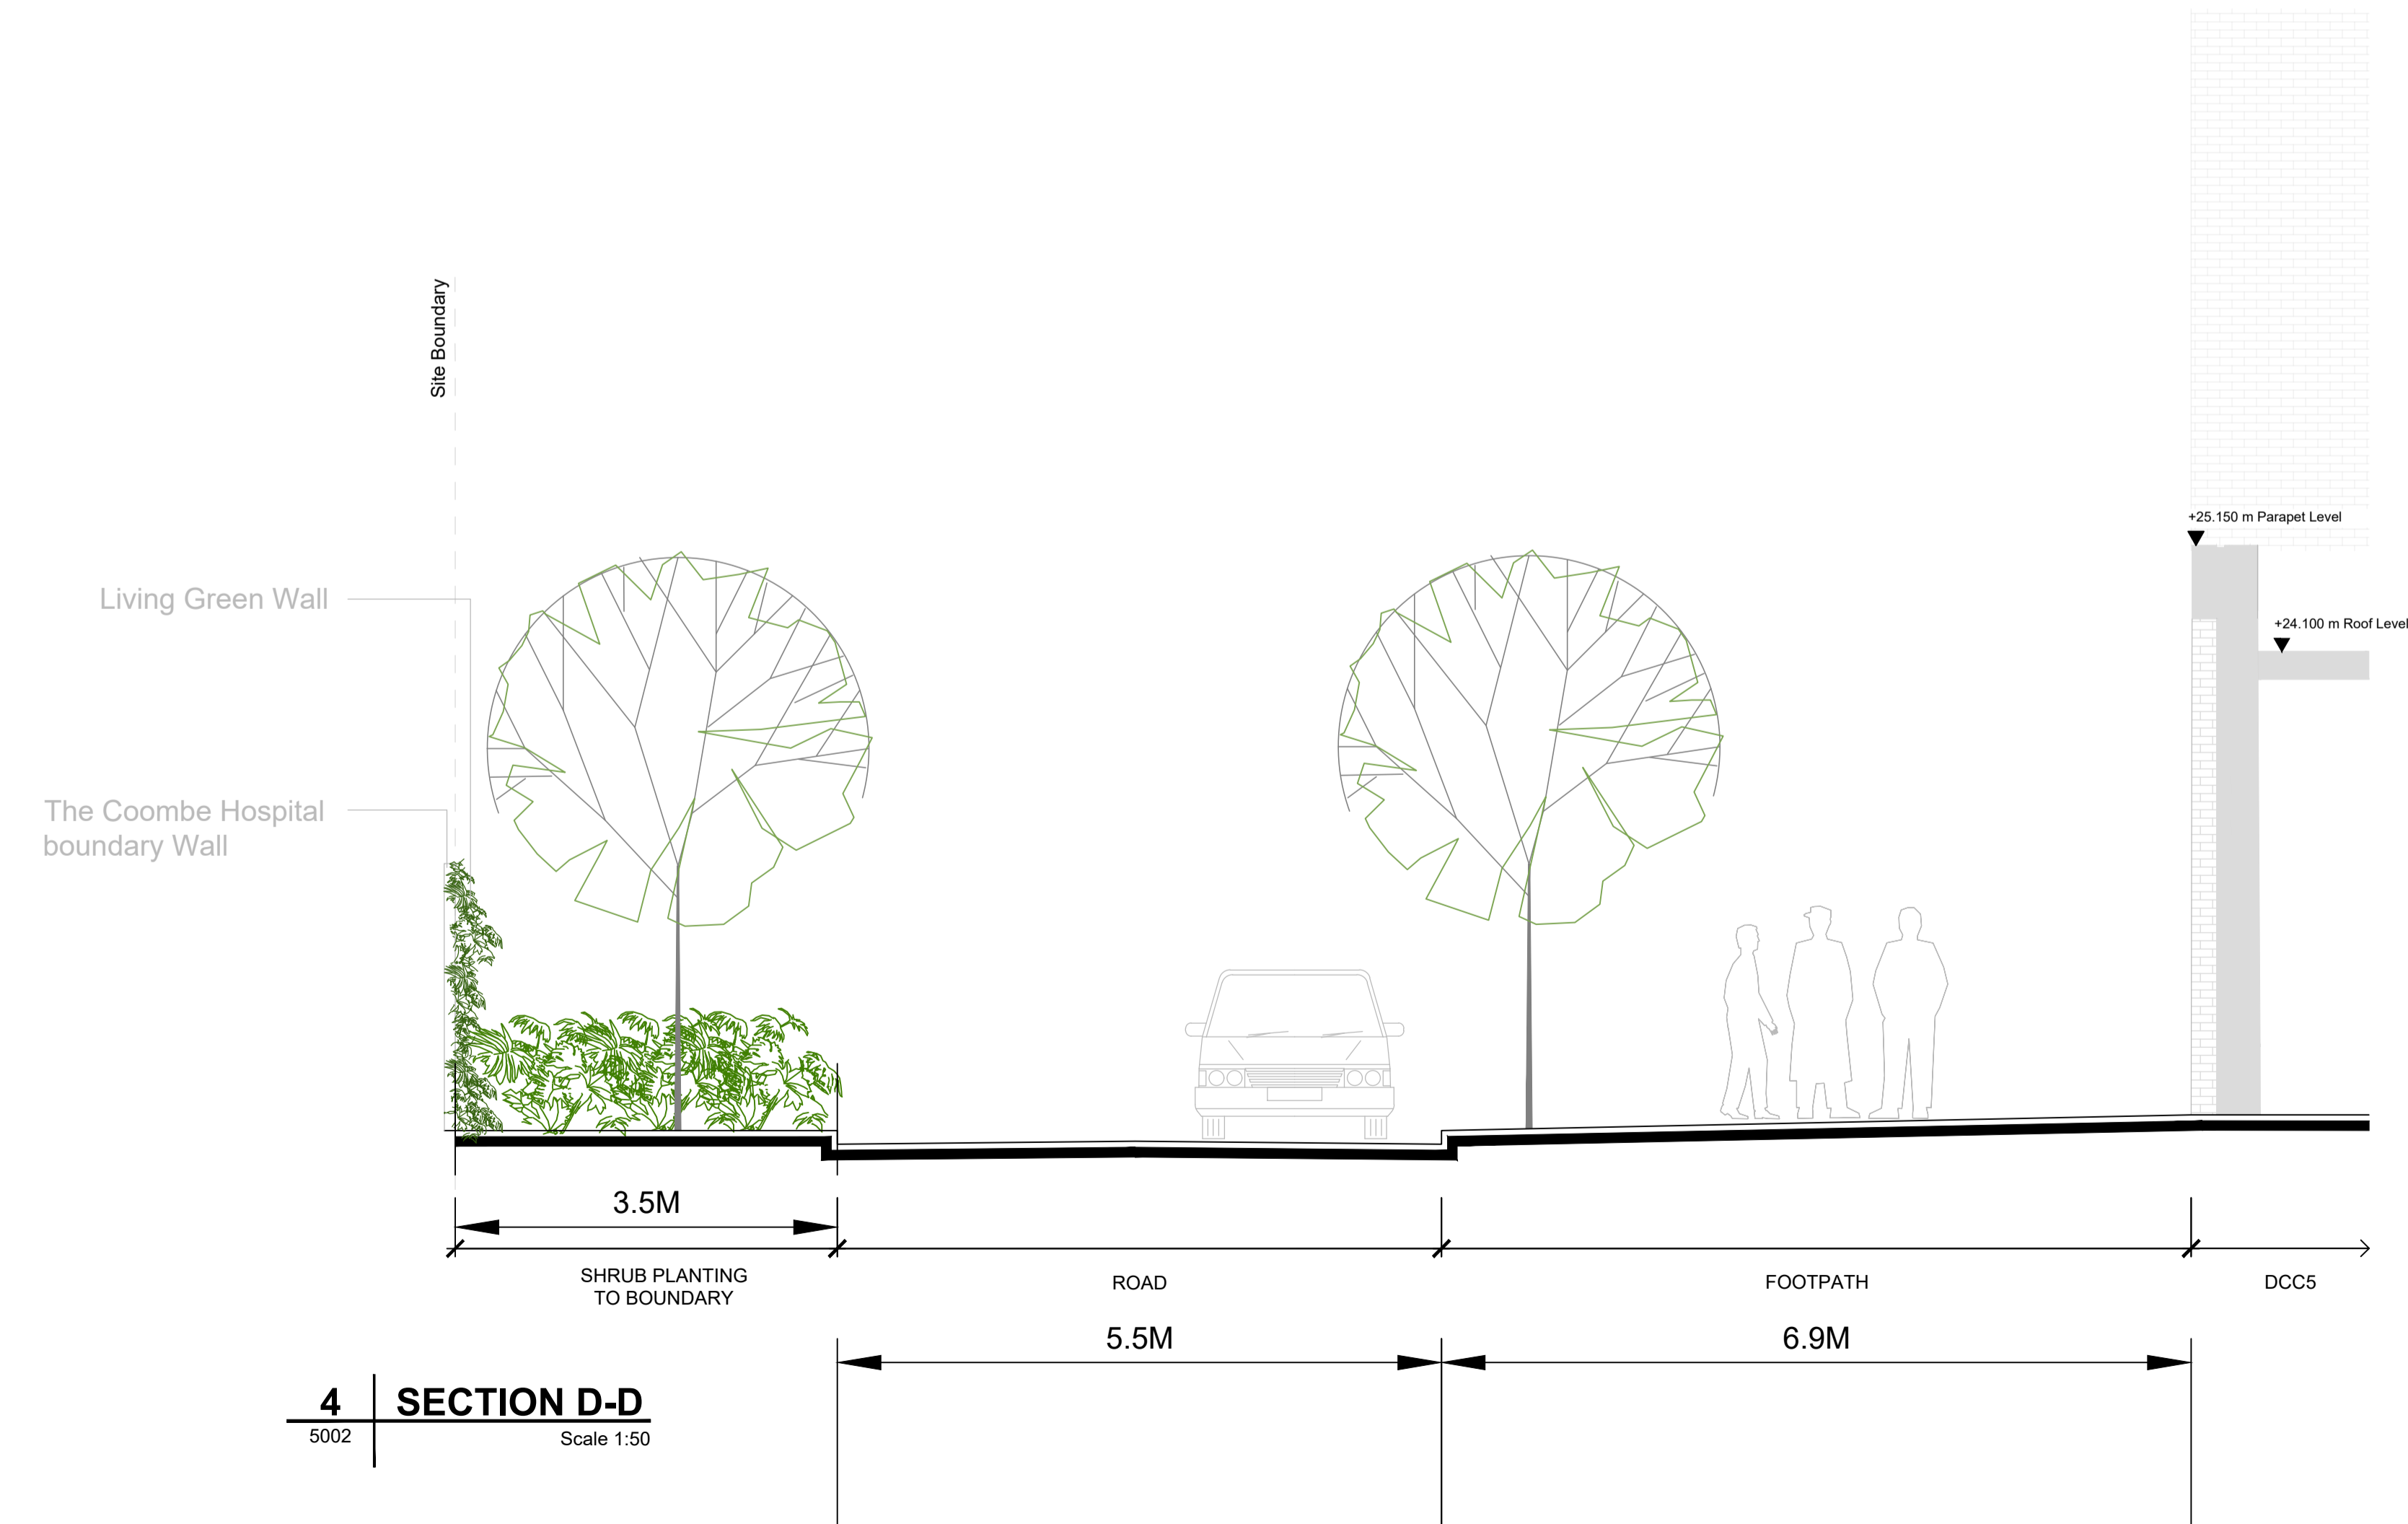 Site Boundary
+25.150 m Parapet Level
Living Green Wall
+24.100 m Roof Level
The Coombe Hospital
boundary Wall
3.5M
SHRUB PLANTING
TO BOUNDARY
ROAD
FOOTPATH
DCC5
5.5M
6.9M
4
SECTION D-D
5002
Scale 1:50